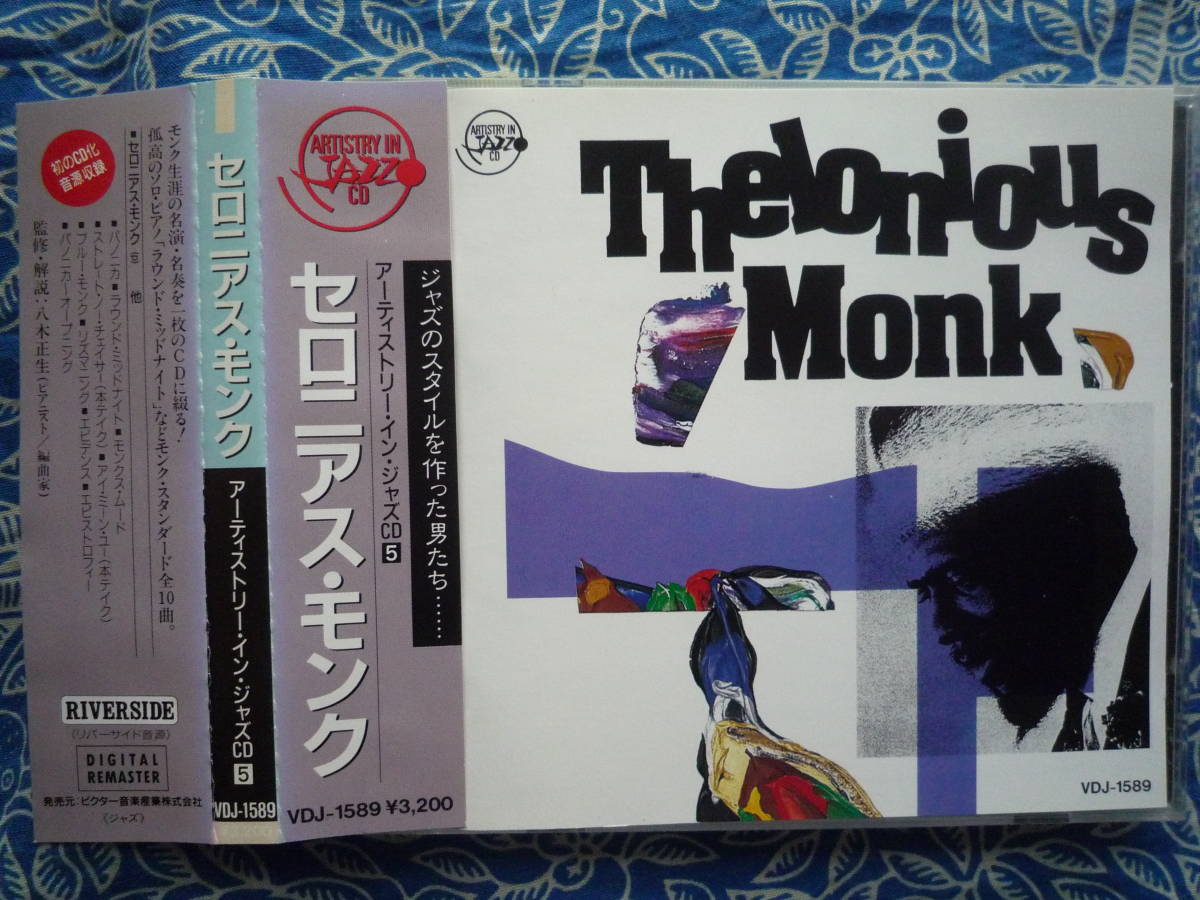 初のCD化
音源収録
モンク生涯の名演・名奏を一枚のCDに綴る！
孤高のソロ・ピアノ「ラウンド・ミッドナイト」などモンク・スタンダード全10曲。
■セロニアス・モンク(p) 他
■パノニカ■ラウンド・ミッドナイト■モンクス・ムード
■ストレート・ノー・チェイサー(本テイク)■アイ・ミーン・ユー(本テイク)
■ブルー・モンク■リズマニング■エビデンス■エピストロフィー
■パノニカ〜オープニング
監修・解説：八木正生(ピアニスト／編曲家)
RIVERSIDE
《リバーサイド音源》
DIGITAL
REMASTER
発売元：ビクター音楽産業株式会社
《ジャズ》
セロニアス・モンク
アーティストリー・イン・ジャズCD 5
VDJ-1589
ARTISTRY IN
JAZZ
CD
ジャズのスタイルを作った男たち……
アーティストリー・イン・ジャズCD 5
セロニアス・モンク
VDJ-1589 ¥3,200
ARTISTRY IN
JAZZ
CD
Thelonious
Monk
VDJ-1589